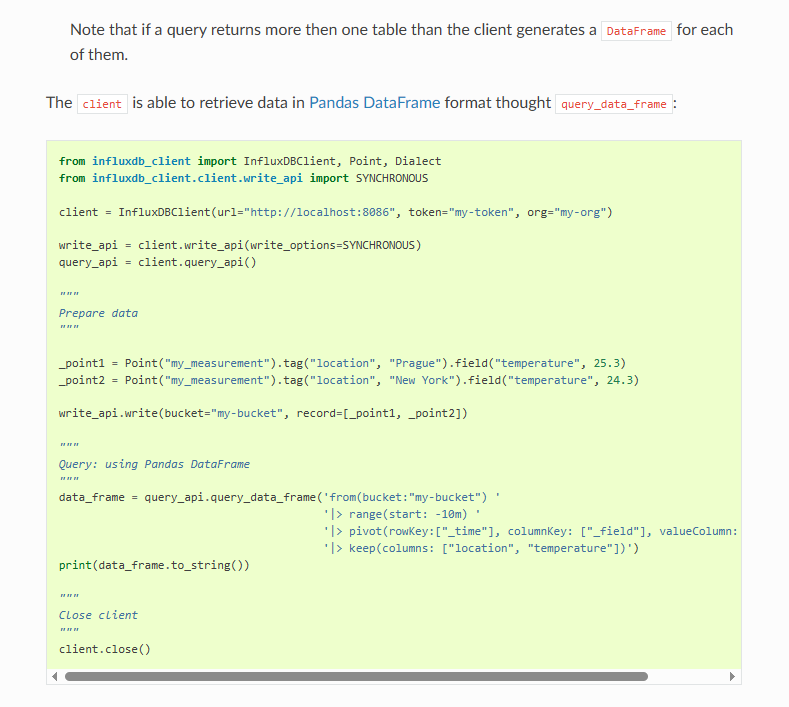 Note that if a query returns more then one table than the client generates a DataFrame for each
of them.
The client is able to retrieve data in Pandas DataFrame format thought query_data_frame:
from influxdb_client import InfluxDBClient, Point, Dialect
from influxdb_client.client.write_api import SYNCHRONOUS
client = InfluxDBClient(url="http://localhost:8086", token="my-token", org="my-org")
write_api = client.write_api(write_options=SYNCHRONOUS)
query_api = client.query_api()
"""
Prepare data
"""
_point1 = Point("my_measurement").tag("location", "Prague").field("temperature", 25.3)
_point2 = Point("my_measurement").tag("location", "New York").field("temperature", 24.3)
write_api.write(bucket="my-bucket", record=[_point1, _point2])
"""
Query: using Pandas DataFrame
"""
data_frame = query_api.query_data_frame('from(bucket:"my-bucket") '
'|> range(start: -10m) '
'|> pivot(rowKey:["_time"], columnKey: ["_field"], valueColumn:
'|> keep(columns: ["location", "temperature"])')
print(data_frame.to_string())
"""
Close client
"""
client.close()